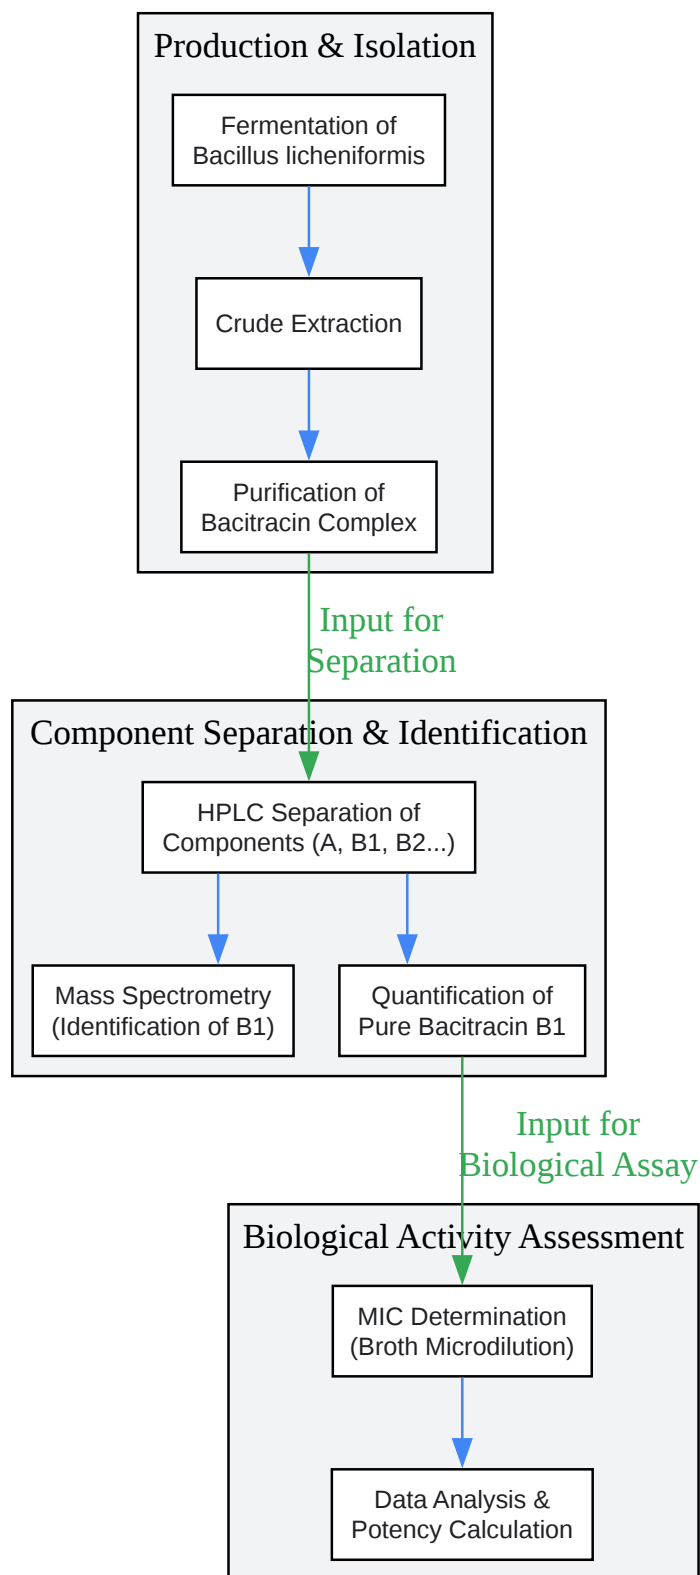 Production & Isolation
Fermentation of
Bacillus licheniformis
Crude Extraction
Purification of
Bacitracin Complex
Input for
Separation
Component Separation & Identification
HPLC Separation of
Components (A, B1, B2...)
Mass Spectrometry
(Identification of B1)
Quantification of
Pure Bacitracin B1
Input for
Biological Assay
Biological Activity Assessment
MIC Determination
(Broth Microdilution)
Data Analysis &
Potency Calculation